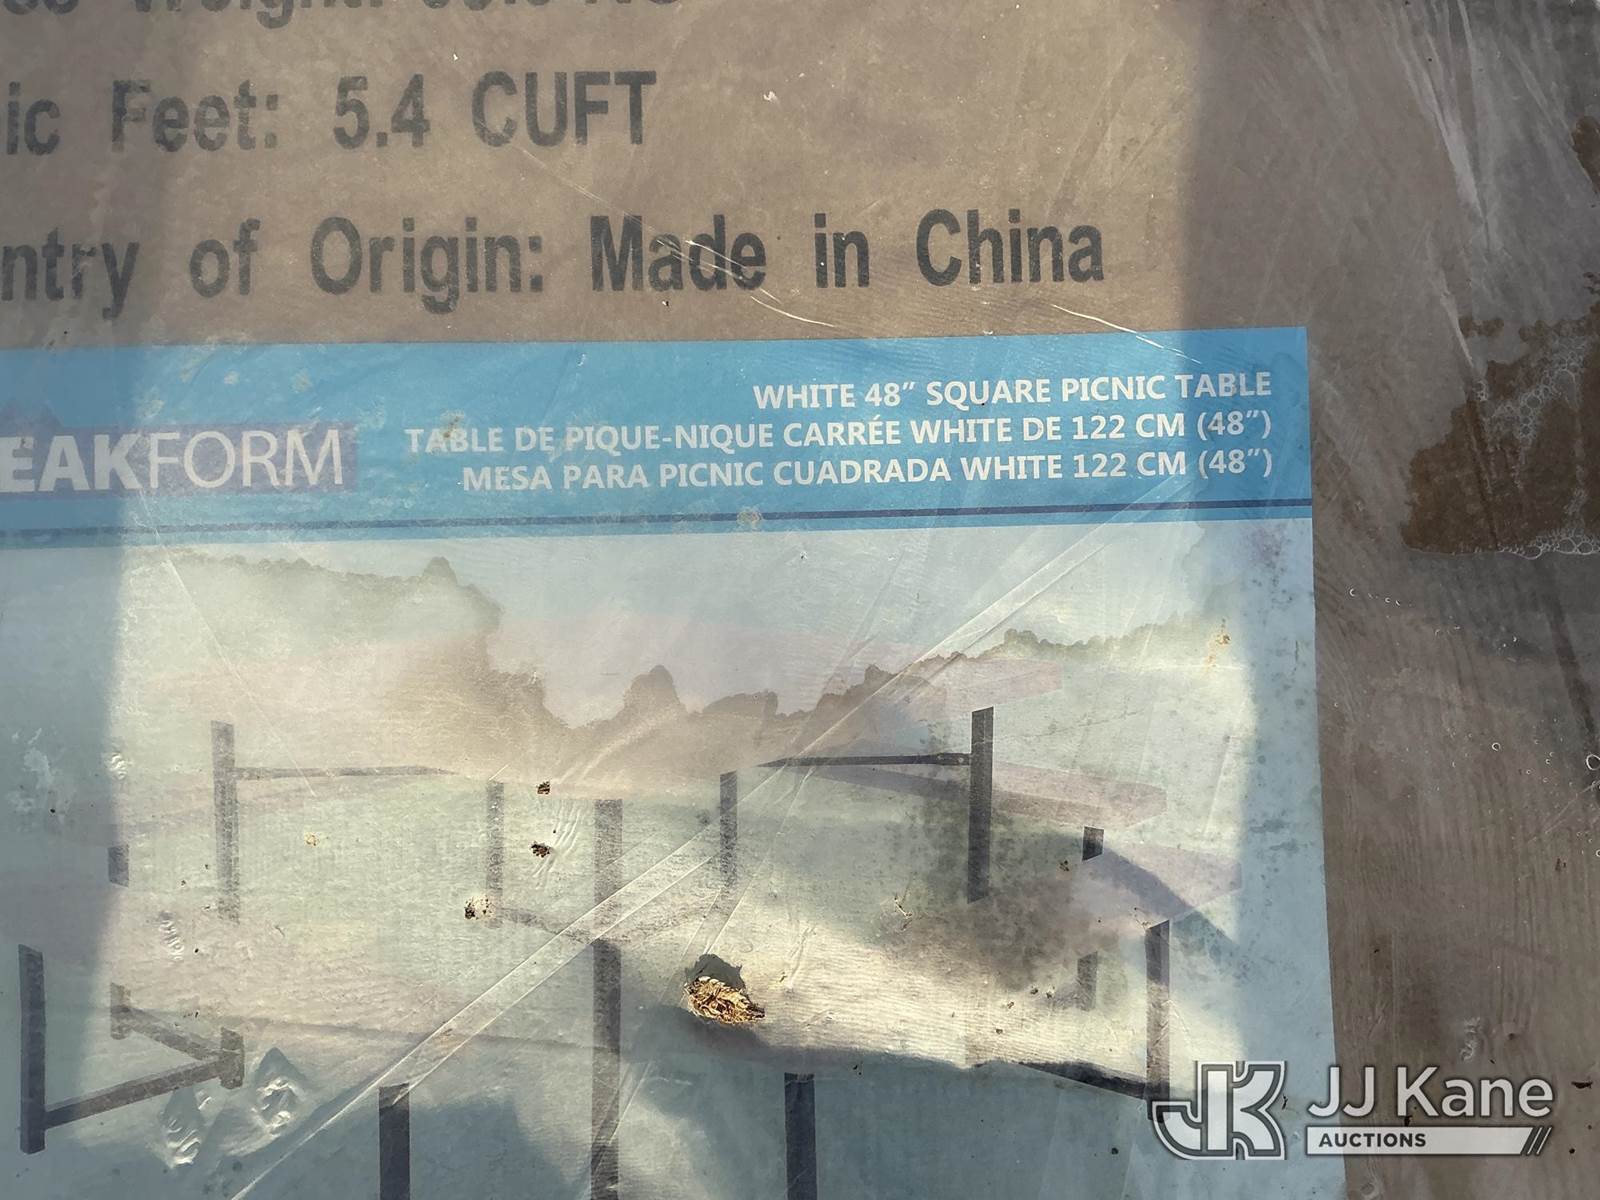 ic Feet: 5.4 CUFT
ntry of Origin: Made in China
EAKFORM
WHITE 48” SQUARE PICNIC TABLE
TABLE DE PIQUE-NIQUE CARRÉE WHITE DE 122 CM (48”)
MESA PARA PICNIC CUADRADA WHITE 122 CM (48”)
JJ Kane
AUCTIONS